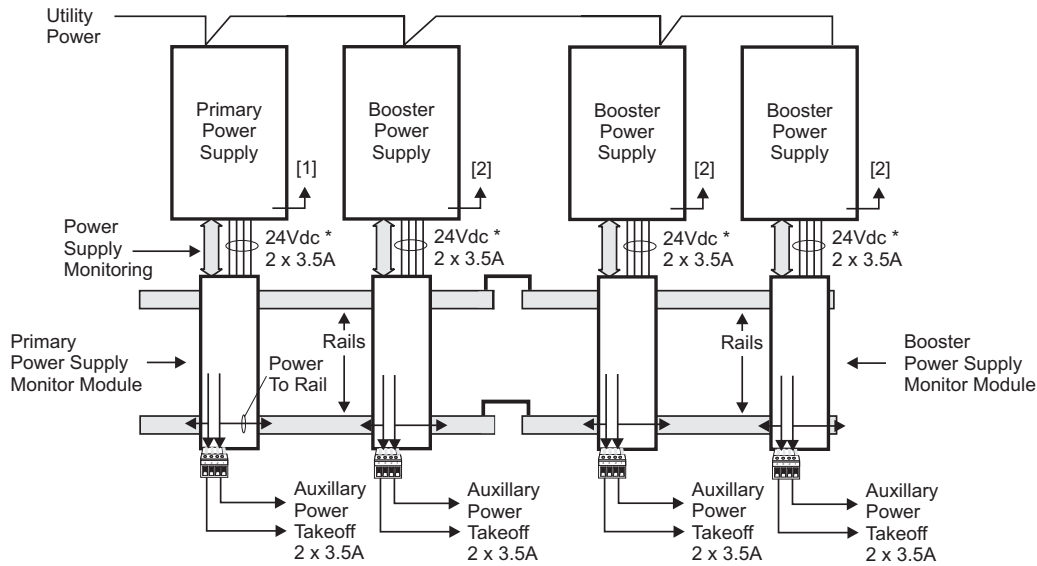 Utility
Power
Primary
Power
Supply
[1]
Booster
Power
Supply
[2]
Booster
Power
Supply
[2]
Booster
Power
Supply
[2]
Power
Supply
Monitoring
24Vdc *
2 x 3.5A
24Vdc *
2 x 3.5A
24Vdc *
2 x 3.5A
24Vdc *
2 x 3.5A
Primary
Power Supply
Monitor Module
Rails
Power
To Rail
Rails
Booster
Power Supply
Monitor Module
Auxillary
Power
Takeoff
2 x 3.5A
Auxillary
Power
Takeoff
2 x 3.5A
Auxillary
Power
Takeoff
2 x 3.5A
Auxillary
Power
Takeoff
2 x 3.5A